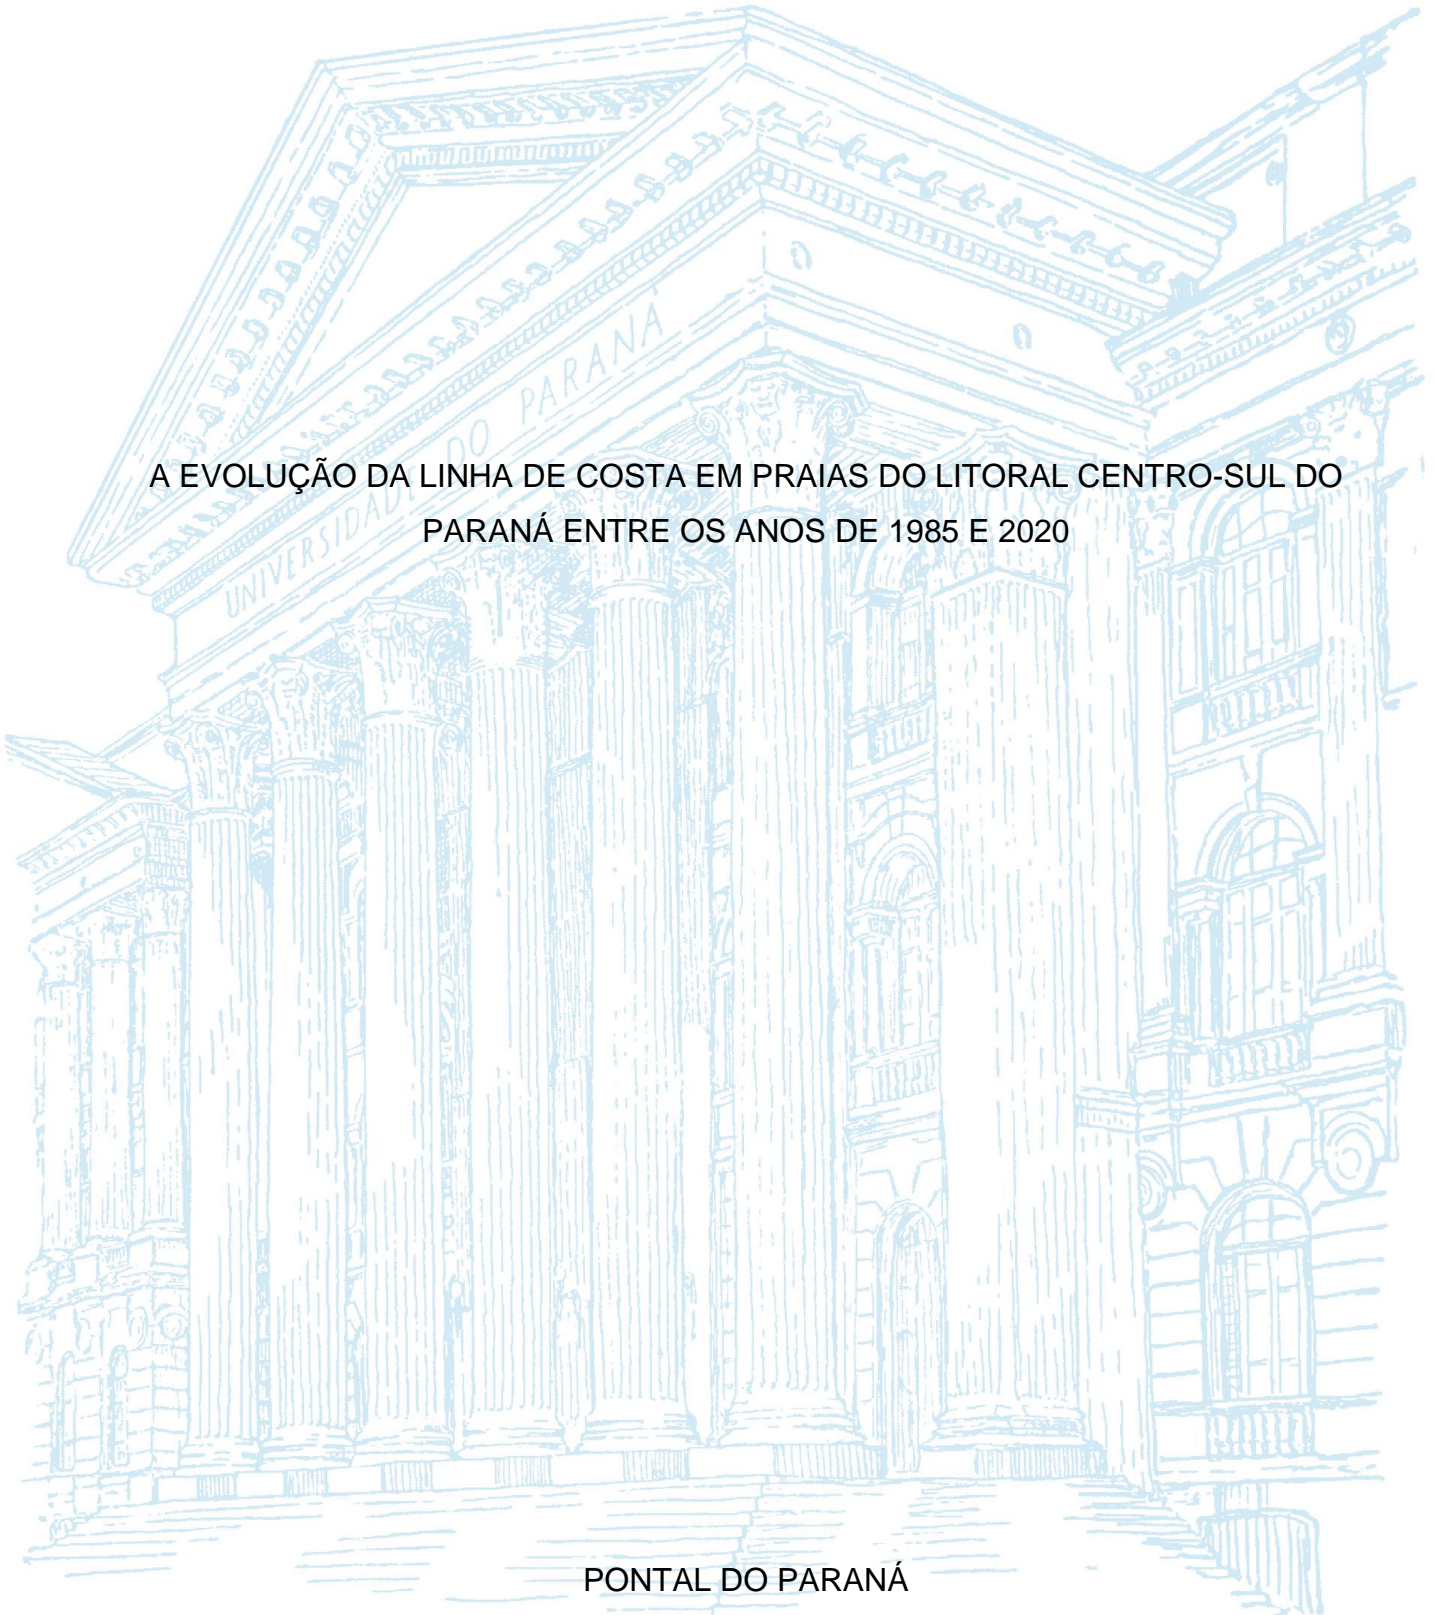 UNIVERSIDADE DO PARANÁ
A EVOLUÇÃO DA LINHA DE COSTA EM PRAIAS DO LITORAL CENTRO-SUL DO
PARANÁ ENTRE OS ANOS DE 1985 E 2020
PONTAL DO PARANÁ